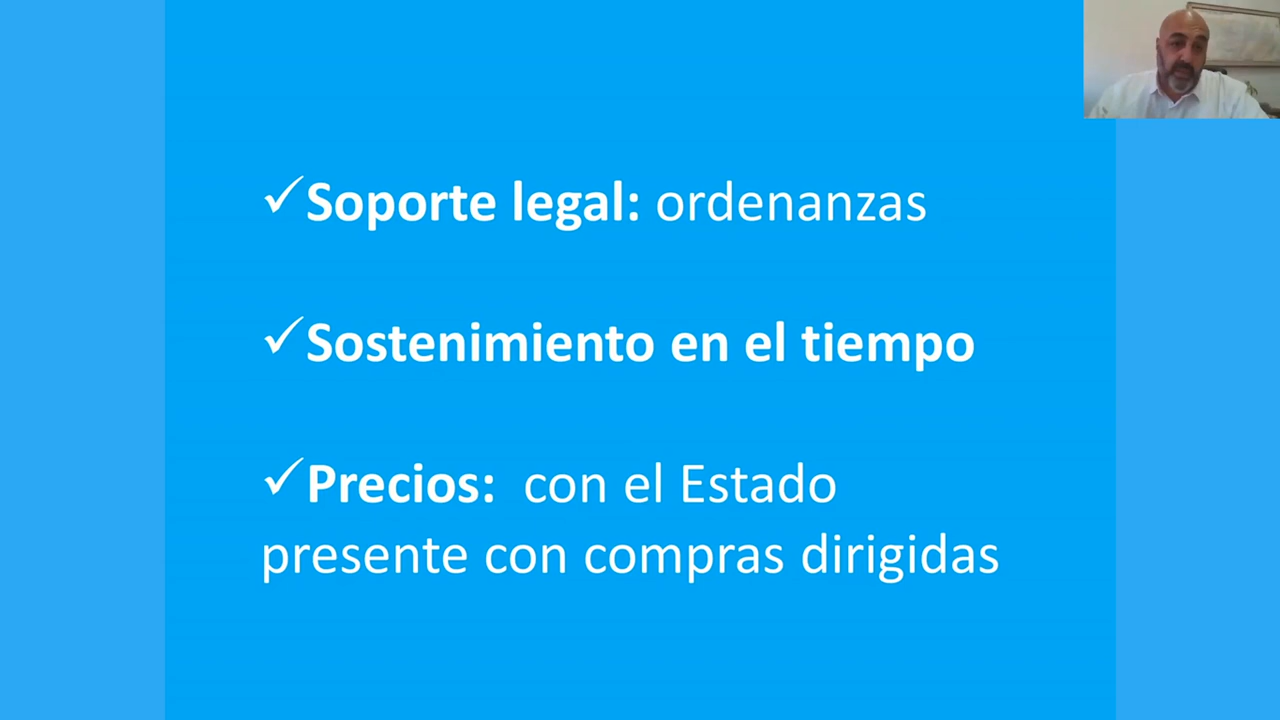 ✓Soporte legal: ordenanzas
✓Sostenimiento en el tiempo
✓Precios: con el Estado
presente con compras dirigidas